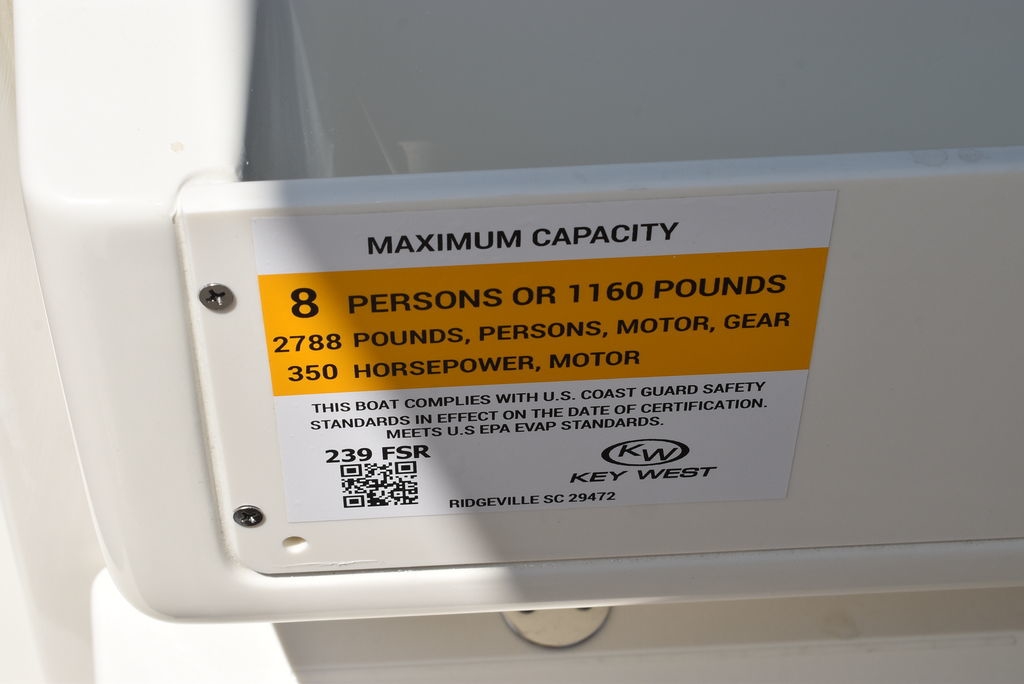 MAXIMUM CAPACITY
8 PERSONS OR 1160 POUNDS
2788 POUNDS, PERSONS, MOTOR, GEAR
350 HORSEPOWER, MOTOR
THIS BOAT COMPLIES WITH U.S. COAST GUARD SAFETY
STANDARDS IN EFFECT ON THE DATE OF CERTIFICATION.
MEETS U.S EPA EVAP STANDARDS.
239 FSR
KW
KEY WEST
RIDGEVILLE SC 29472